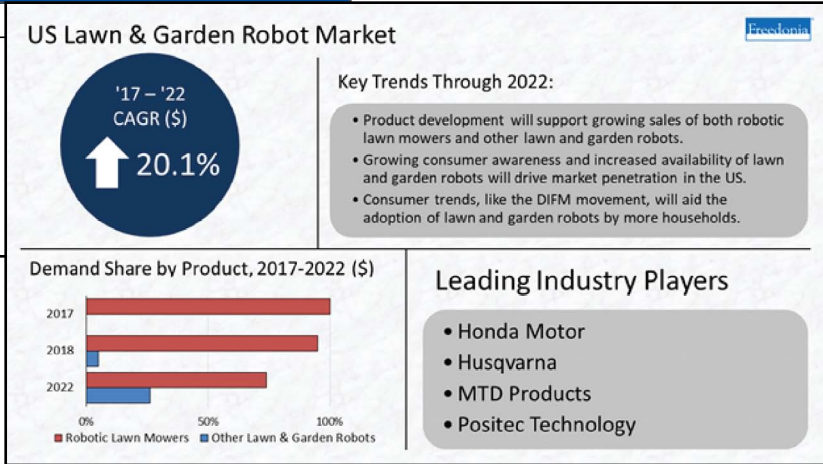 US Lawn & Garden Robot Market
Freedonia
'17 – '22
CAGR ($)
20.1%
Key Trends Through 2022:
• Product development will support growing sales of both robotic
lawn mowers and other lawn and garden robots.
• Growing consumer awareness and increased availability of lawn
and garden robots will drive market penetration in the US.
• Consumer trends, like the DIFM movement, will aid the
adoption of lawn and garden robots by more households.
Demand Share by Product, 2017-2022 ($)
2017
2018
2022
0% 50% 100%
Robotic Lawn Mowers Other Lawn & Garden Robots
Leading Industry Players
• Honda Motor
• Husqvarna
• MTD Products
• Positec Technology